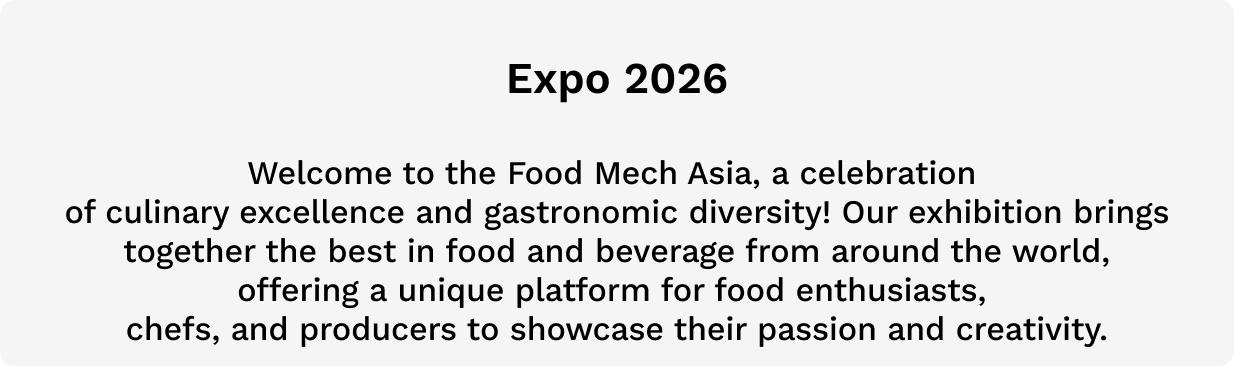 Expo 2026
Welcome to the Food Mech Asia, a celebration
of culinary excellence and gastronomic diversity! Our exhibition brings
together the best in food and beverage from around the world,
offering a unique platform for food enthusiasts,
chefs, and producers to showcase their passion and creativity.